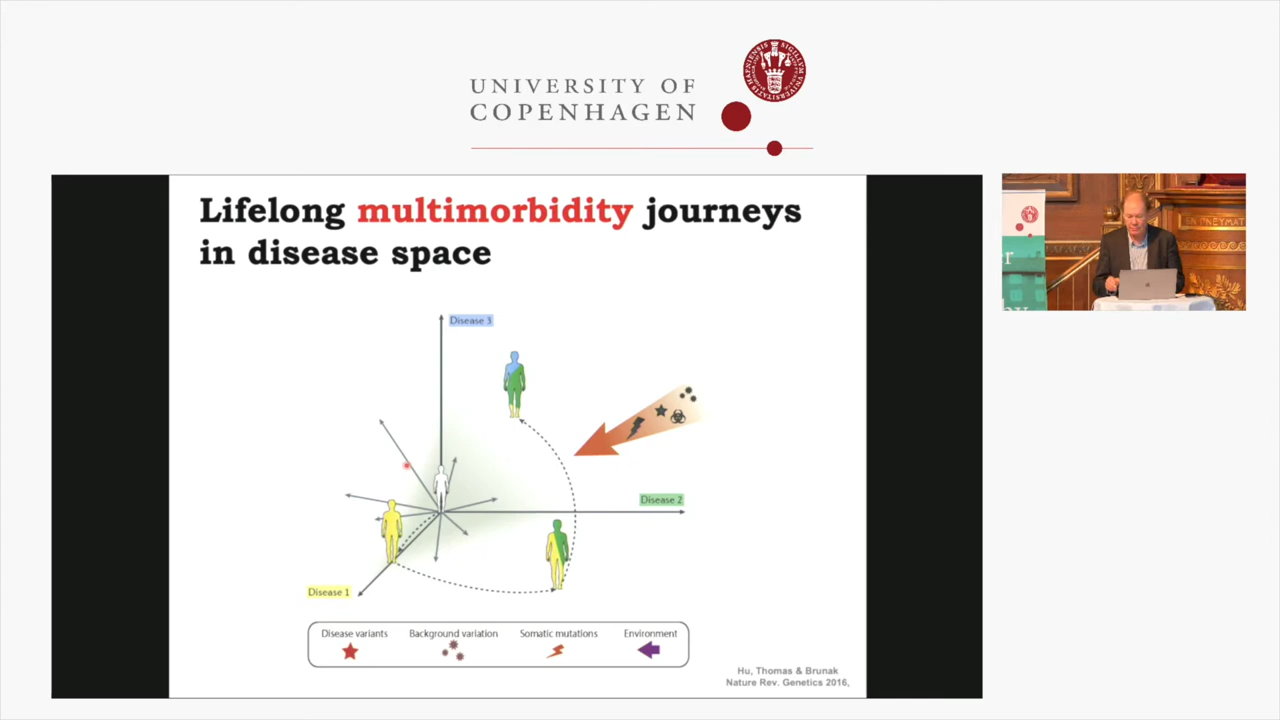 UNIVERSITY OF
COPENHAGEN
Lifelong multimorbidity journeys
in disease space
Disease 3
Disease 2
Disease 1
Disease variants
Background variation
Somatic mutations
Environment
Hu, Thomas & Brunak
Nature Rev. Genetics 2016,